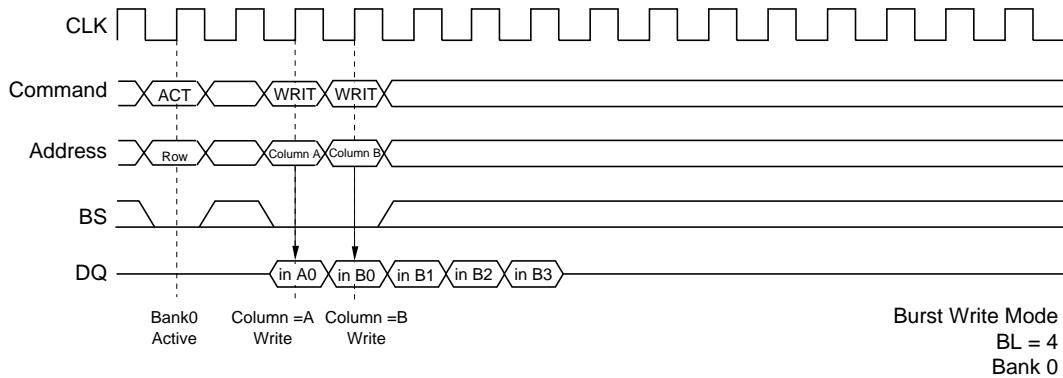 CLK
Command ACT WRIT WRIT
Address Row Column A Column B
BS
DQ in A0 in B0 in B1 in B2 in B3
Bank0 Column =A Column =B
Active Write Write
Burst Write Mode
BL = 4
Bank 0